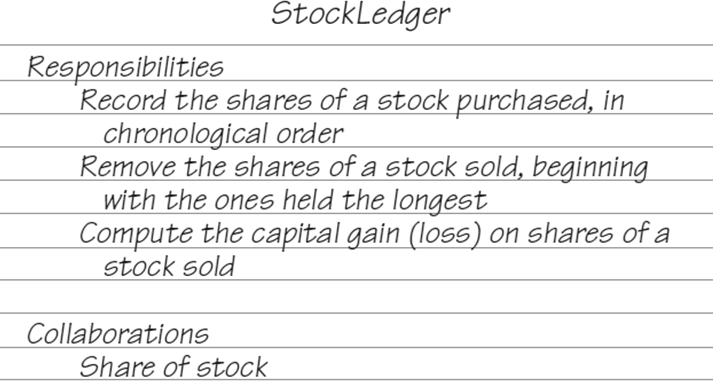 StockLedger
Responsibilities
Record the shares of a stock purchased, in
chronological order
Remove the shares of a stock sold, beginning
with the ones held the longest
Compute the capital gain (loss) on shares of a
stock sold
Collaborations
Share of stock